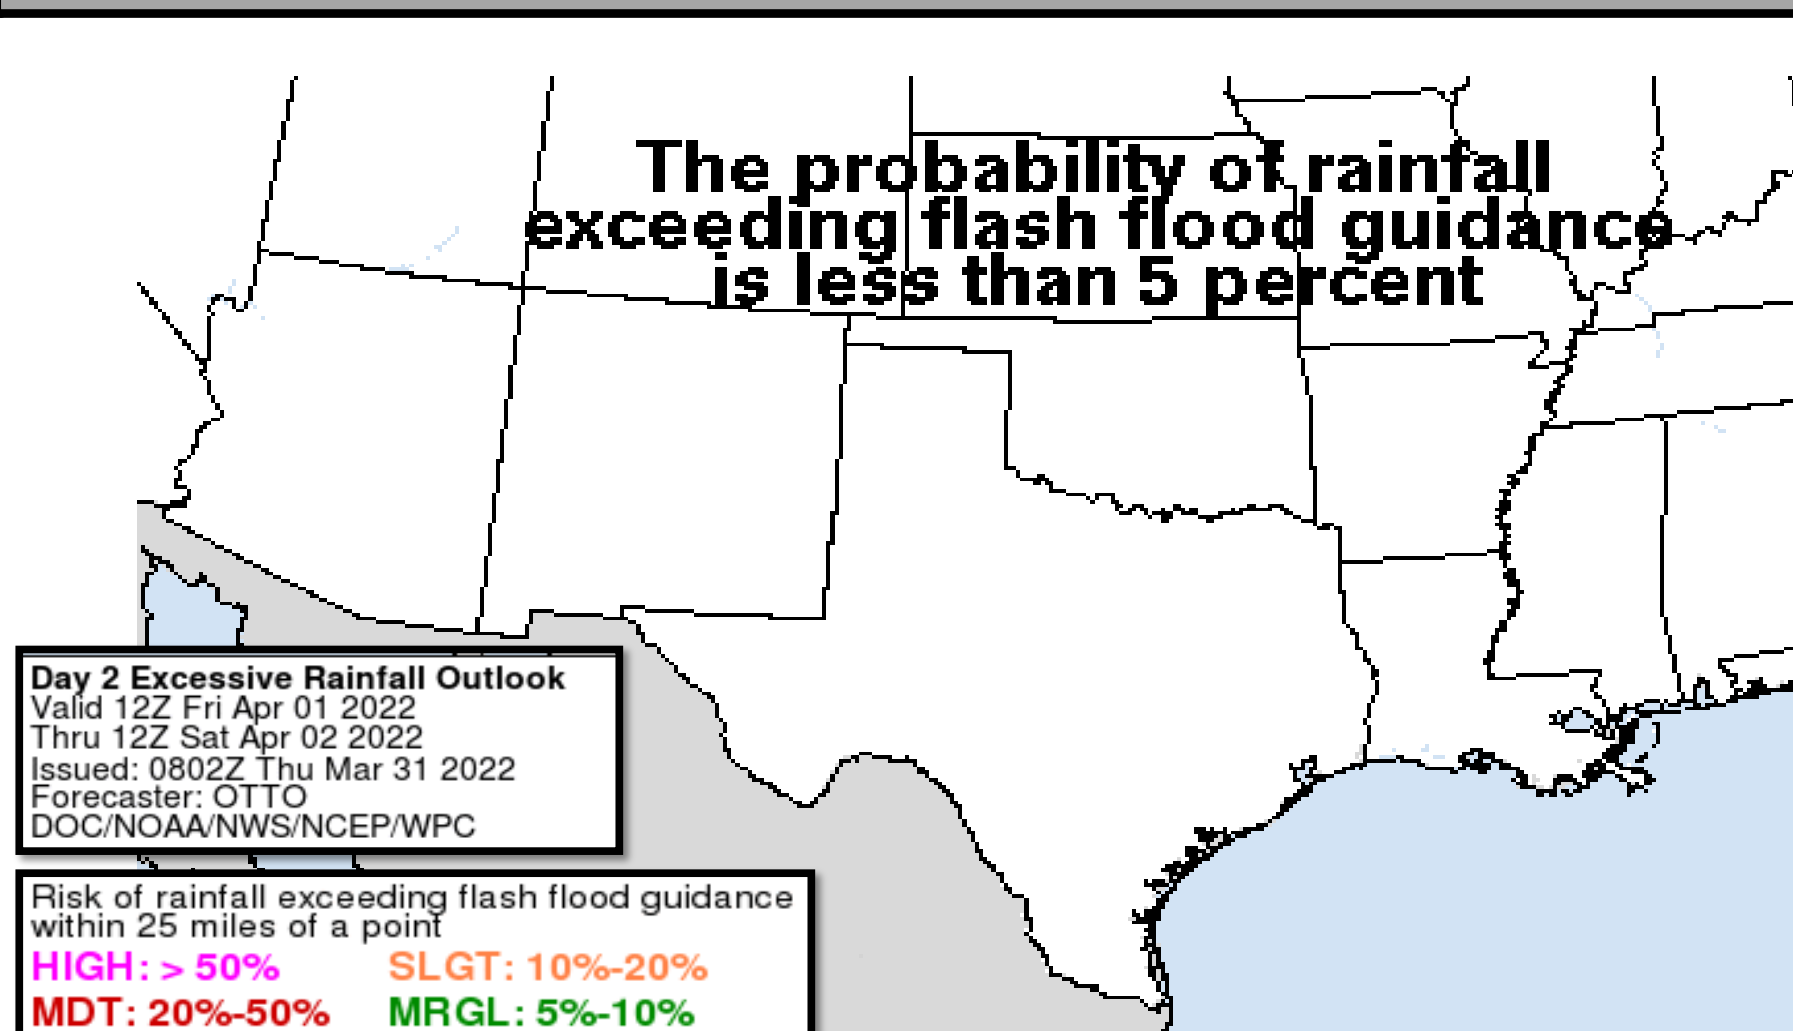 The probability of rainfall
exceeding flash flood guidance
is less than 5 percent
Day 2 Excessive Rainfall Outlook
Valid 12Z Fri Apr 01 2022
Thru 12Z Sat Apr 02 2022
Issued: 0802Z Thu Mar 31 2022
Forecaster: OTTO
DOC/NOAA/NWS/NCEP/WPC
Risk of rainfall exceeding flash flood guidance
within 25 miles of a point
HIGH: > 50% SLGT: 10%-20%
MDT: 20%-50% MRGL: 5%-10%